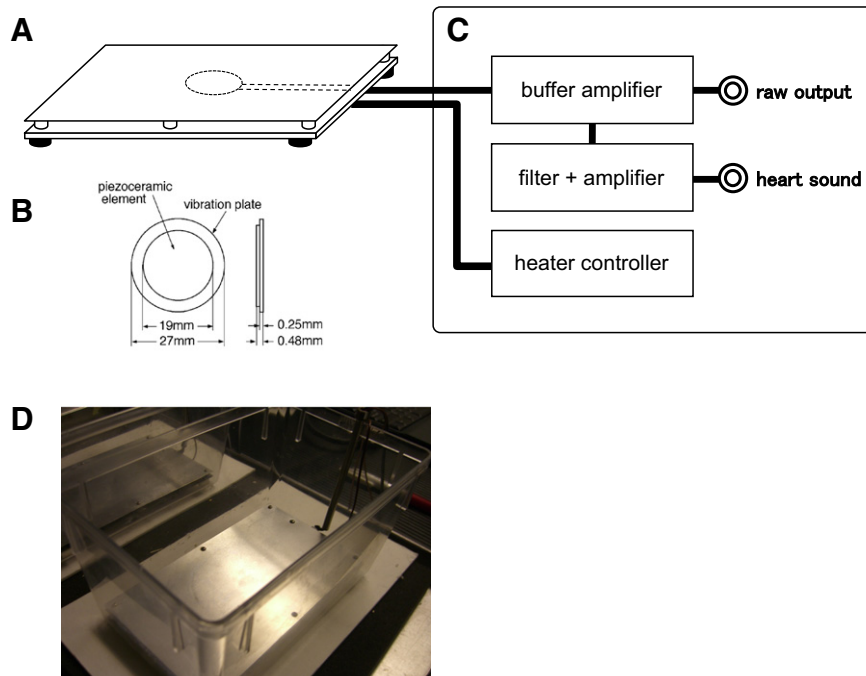 A
C
buffer amplifier
raw output
filter + amplifier
heart sound
heater controller
B
piezoceramic
element
vibration plate
19mm
27mm
0.25mm
0.48mm
D